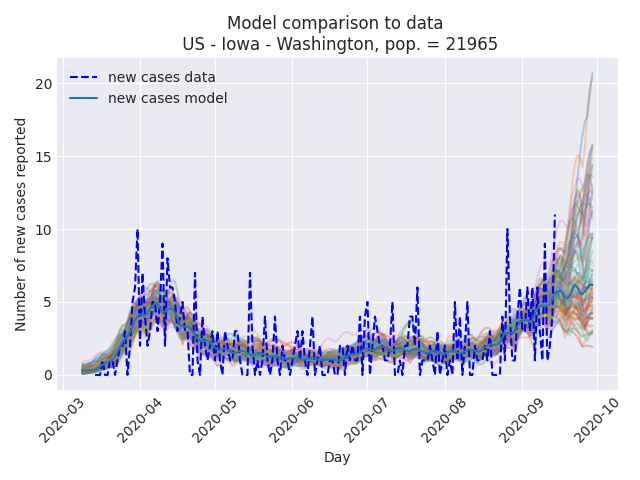 Model comparison to data
US - Iowa - Washington, pop. = 21965
new cases data
new cases model
Number of new cases reported
20
15
10
5
0
2020-03
2020-04
2020-05
2020-06
2020-07
2020-08
2020-09
2020-10
Day